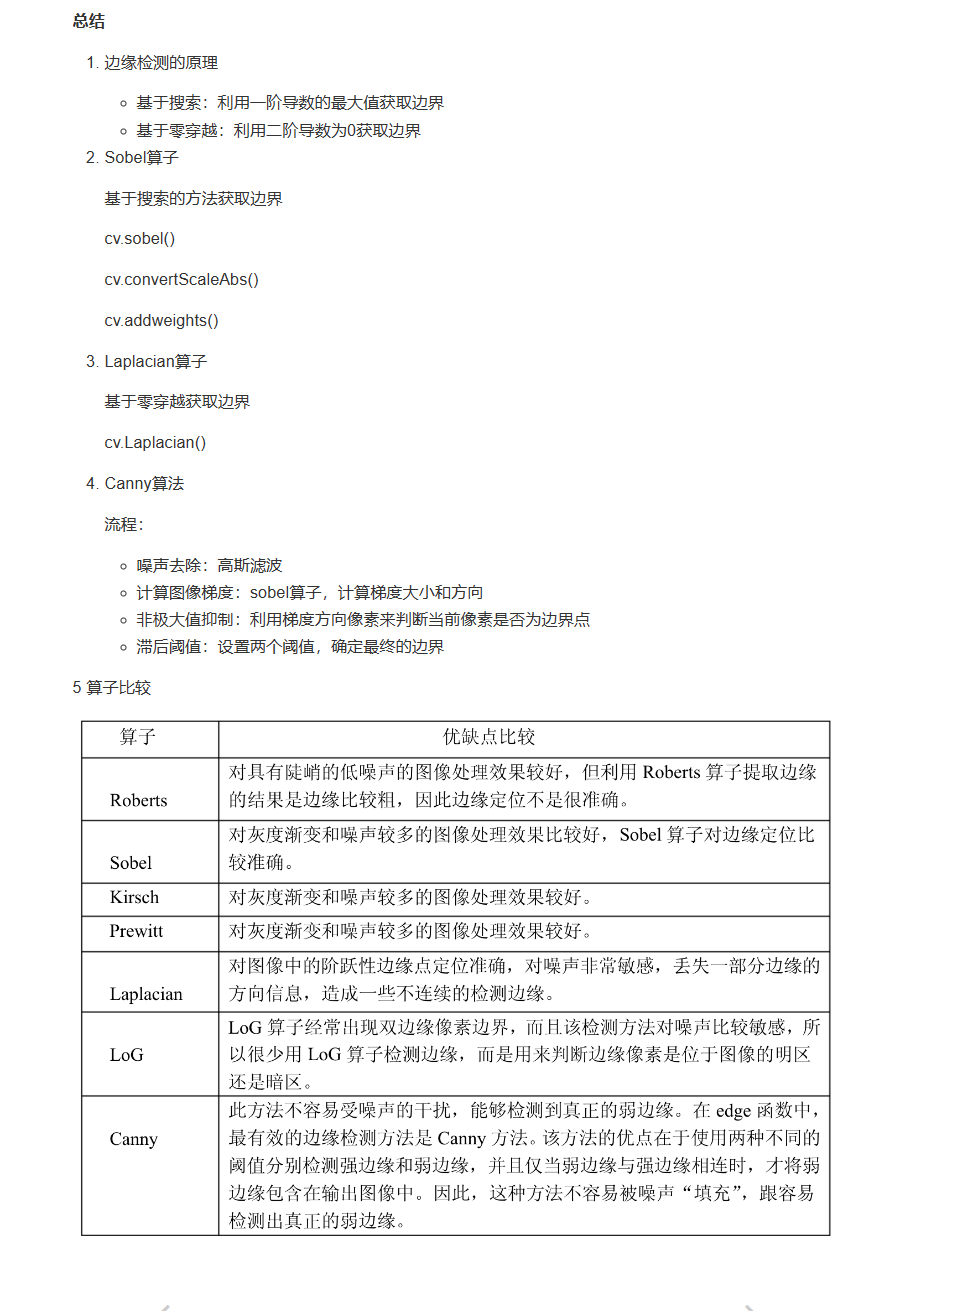 总结
1. 边缘检测的原理
基于搜索：利用一阶导数的最大值获取边界
基于零穿越：利用二阶导数为0获取边界
2. Sobel算子
基于搜索的方法获取边界
cv.sobel()
cv.convertScaleAbs()
cv.addweights()
3. Laplacian算子
基于零穿越获取边界
cv.Laplacian()
4. Canny算法
流程：
噪声去除：高斯滤波
计算图像梯度：sobel算子，计算梯度大小和方向
非极大值抑制：利用梯度方向像素来判断当前像素是否为边界点
滞后阈值：设置两个阈值，确定最终的边界
5 算子比较
算子 优缺点比较
对具有陡峭的低噪声的图像处理效果较好，但利用 Roberts 算子提取边缘
Roberts 的结果是边缘比较粗，因此边缘定位不是很准确。
对灰度渐变和噪声较多的图像处理效果比较好，Sobel 算子对边缘定位比
Sobel 较准确。
Kirsch 对灰度渐变和噪声较多的图像处理效果较好。
Prewitt 对灰度渐变和噪声较多的图像处理效果较好。
对图像中的阶跃性边缘点定位准确，对噪声非常敏感，丢失一部分边缘的
Laplacian 方向信息，造成一些不连续的检测边缘。
LoG 算子经常出现双边缘像素边界，而且该检测方法对噪声比较敏感，所
LoG 以很少用 LoG 算子检测边缘，而是用来判断边缘像素是位于图像的明区
还是暗区。
此方法不容易受噪声的干扰，能够检测到真正的弱边缘。在 edge 函数中，
Canny 最有效的边缘检测方法是 Canny 方法。该方法的优点在于使用两种不同的
阈值分别检测强边缘和弱边缘，并且仅当弱边缘与强边缘相连时，才将弱
边缘包含在输出图像中。因此，这种方法不容易被噪声“填充”，跟容易
检测出真正的弱边缘。